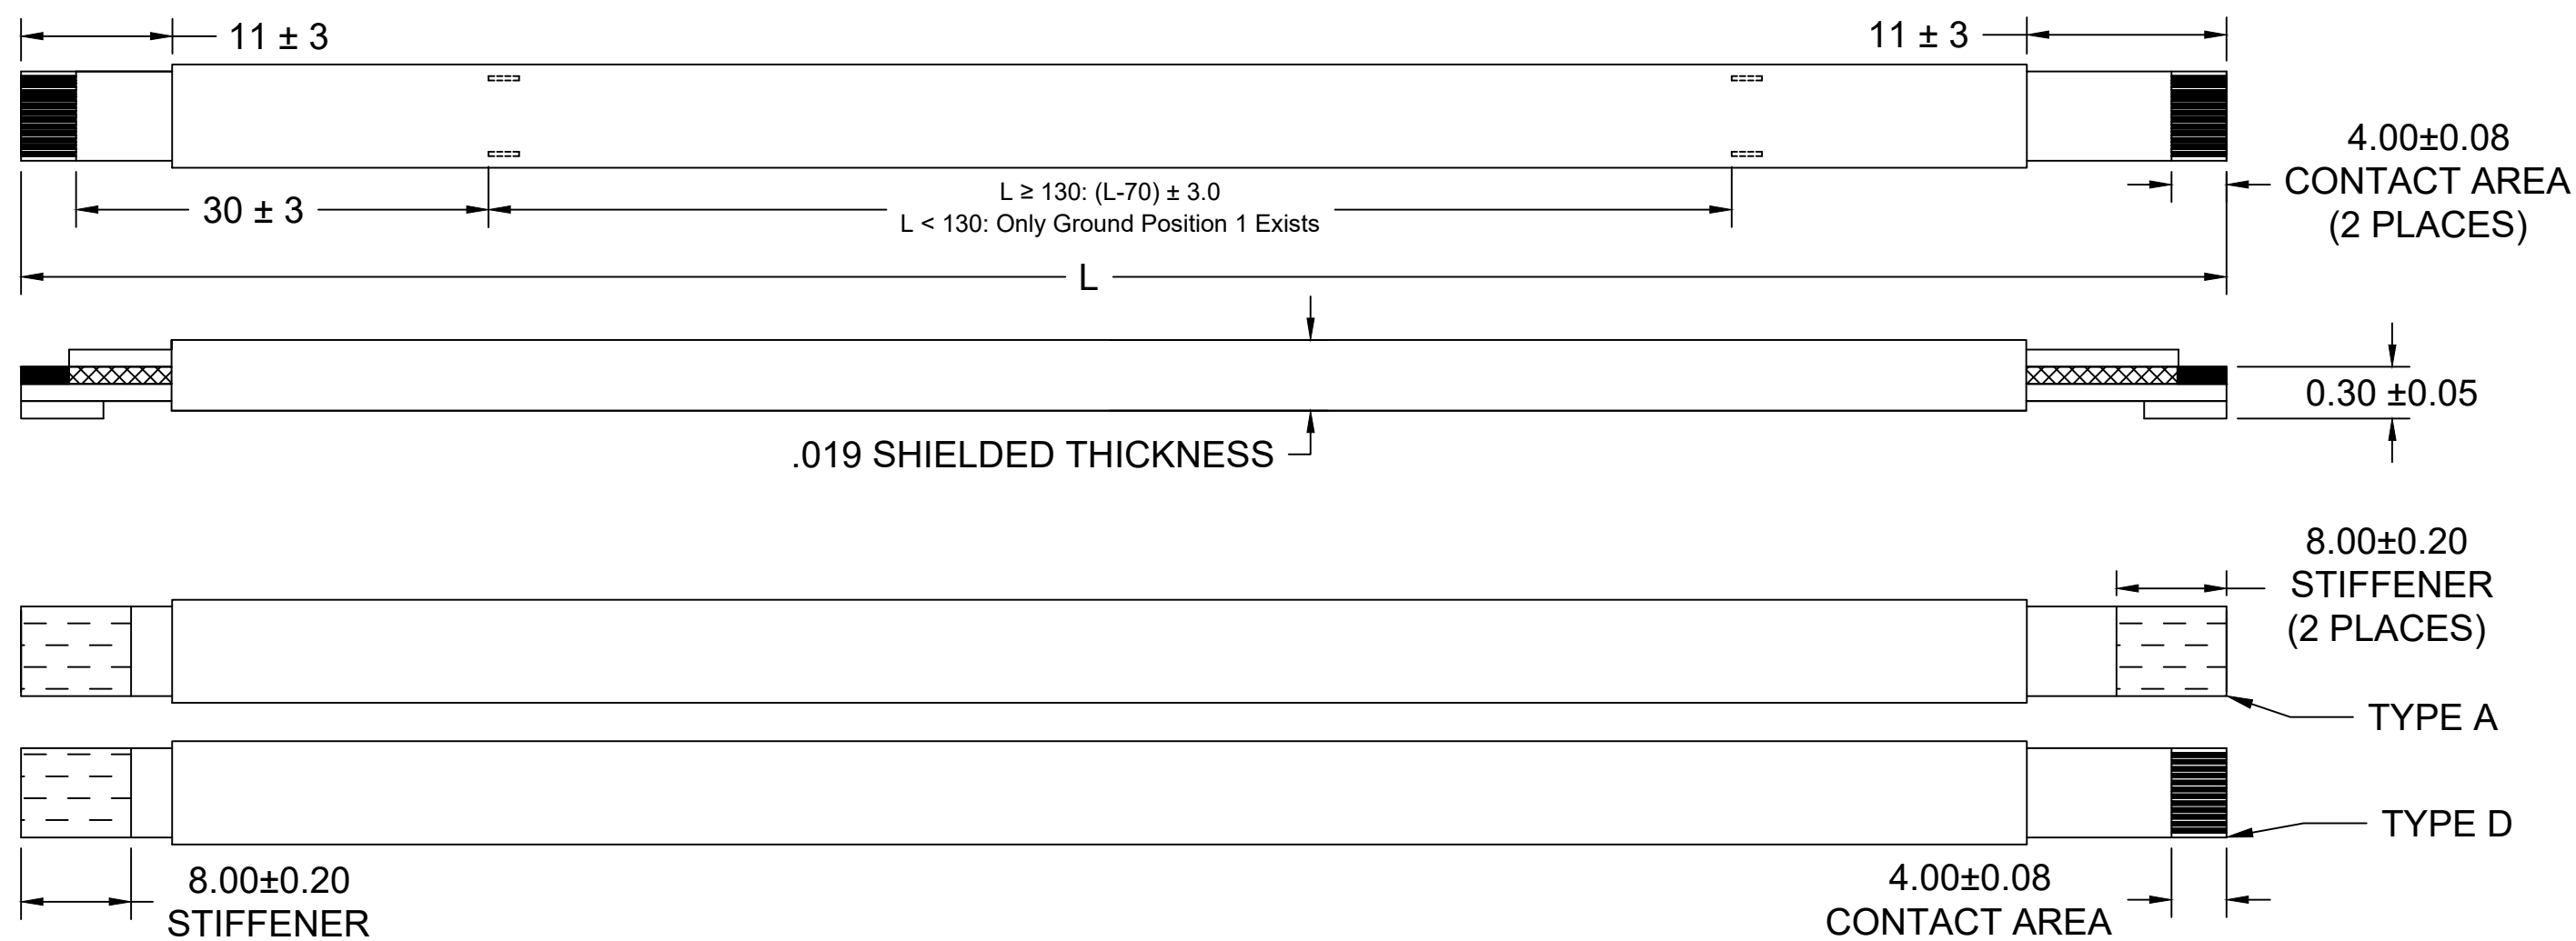 11 ± 3
11 ± 3
4.00±0.08
CONTACT AREA
(2 PLACES)
30 ± 3
L ≥ 130: (L-70) ± 3.0
L < 130: Only Ground Position 1 Exists
L
0.30 ±0.05
.019 SHIELDED THICKNESS
8.00±0.20
STIFFENER
(2 PLACES)
TYPE A
TYPE D
8.00±0.20
STIFFENER
4.00±0.08
CONTACT AREA